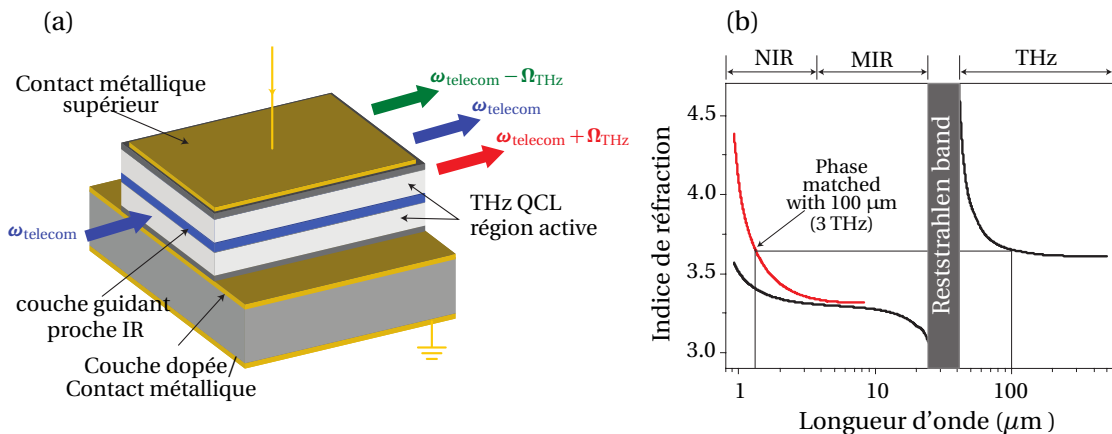 (a)
Contact métallique
supérieur
ωtelecom − ΩTHz
ωtelecom
ωtelecom + ΩTHz
THz QCL
région active
ωtelecom
couche guidant
proche IR
Couche dopée
Contact métallique
(b)
NIR
MIR
THz
Indice de réfraction
4.5
4.0
3.5
3.0
Phase
matched
with 100 μm
(3 THz)
Reststrahlen band
1
10
100
Longueur d'onde (μm )